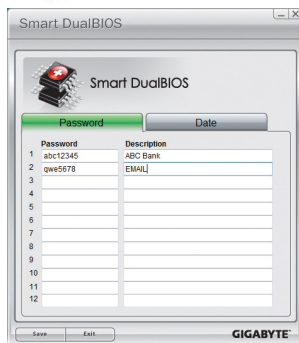 Smart DualBIOS
Smart DualBIOS
Password Date
Password Description
1 abc12345 ABC Bank
2 qwe5678 EMAIL
3
4
5
6
7
8
9
10
11
12
Save Exit GIGABYTE™